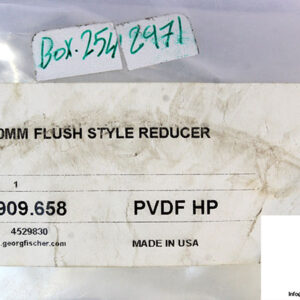 Box.254 2971
0MM FLUSH STYLE REDUCER
1
909.658 PVDF HP
4529830
.georgfischer.com MADE IN USA